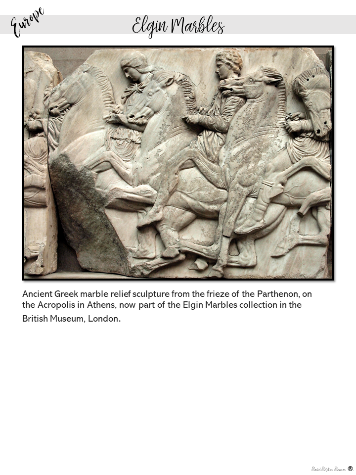 Europe
Elgin Marbles
Ancient Greek marble relief sculpture from the frieze of the Parthenon, on
the Acropolis in Athens, now part of the Elgin Marbles collection in the
British Museum, London.